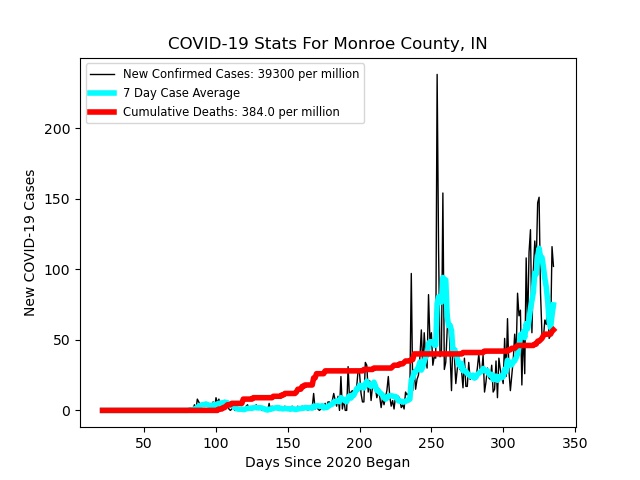 COVID-19 Stats For Monroe County, IN
New Confirmed Cases: 39300 per million
7 Day Case Average
Cumulative Deaths: 384.0 per million
New COVID-19 Cases
200
150
100
50
0
50
100
150
200
250
300
350
Days Since 2020 Began